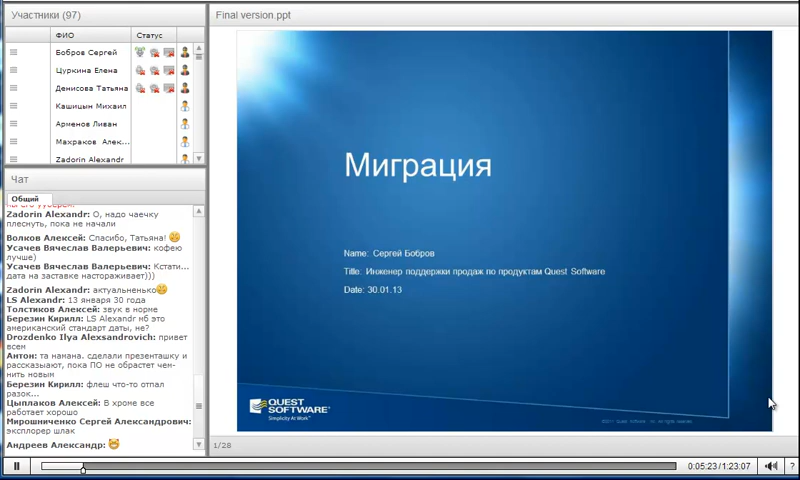 Участники (97)
ФИО
Статус
Бобров Сергей
Цуркина Елена
Денисова Татьяна
Кашицын Михаил
Арменов Ливан
Махраков Алек...
Zadorin Alexandr
Чат
Общий
Zadorin Alexandr: О, надо чаечку
плеснуть, пока не начали
Волков Алексей: Спасибо, Татьяна!
Усачев Вячеслав Валерьевич: кофею
лучше)
Усачев Вячеслав Валерьевич: Кстати...
дата на заставке настораживает)))
Zadorin Alexandr: актуальненько
LS Alexandr: 13 января 30 года
Толстиков Алексей: звук в норме
Березин Кирилл: LS Alexsandr мб это
американский стандарт даты, не?
Drozdenko Ilya Alexsandrovich: привет
всем
Антон: та нанана. сделали презенташку и
рассказыают, пока ПО не обрастет чем-
нить новым
Березин Кирилл: флеш что-то отпал
разок...
Цыплаков Алексей: В хроме все
работает хорошо
Мирошниченко Сергей Александрович:
эксплорер шлак
Андреев Александр:
Final version.ppt
Миграция
Name: Сергей Бобров
Title: Инженер поддержки продаж по продуктам Quest Software
Date: 30.01.13
QUEST
SOFTWARE®
Simplicity At Work™
1/28
0:05:23/1:23:07
?